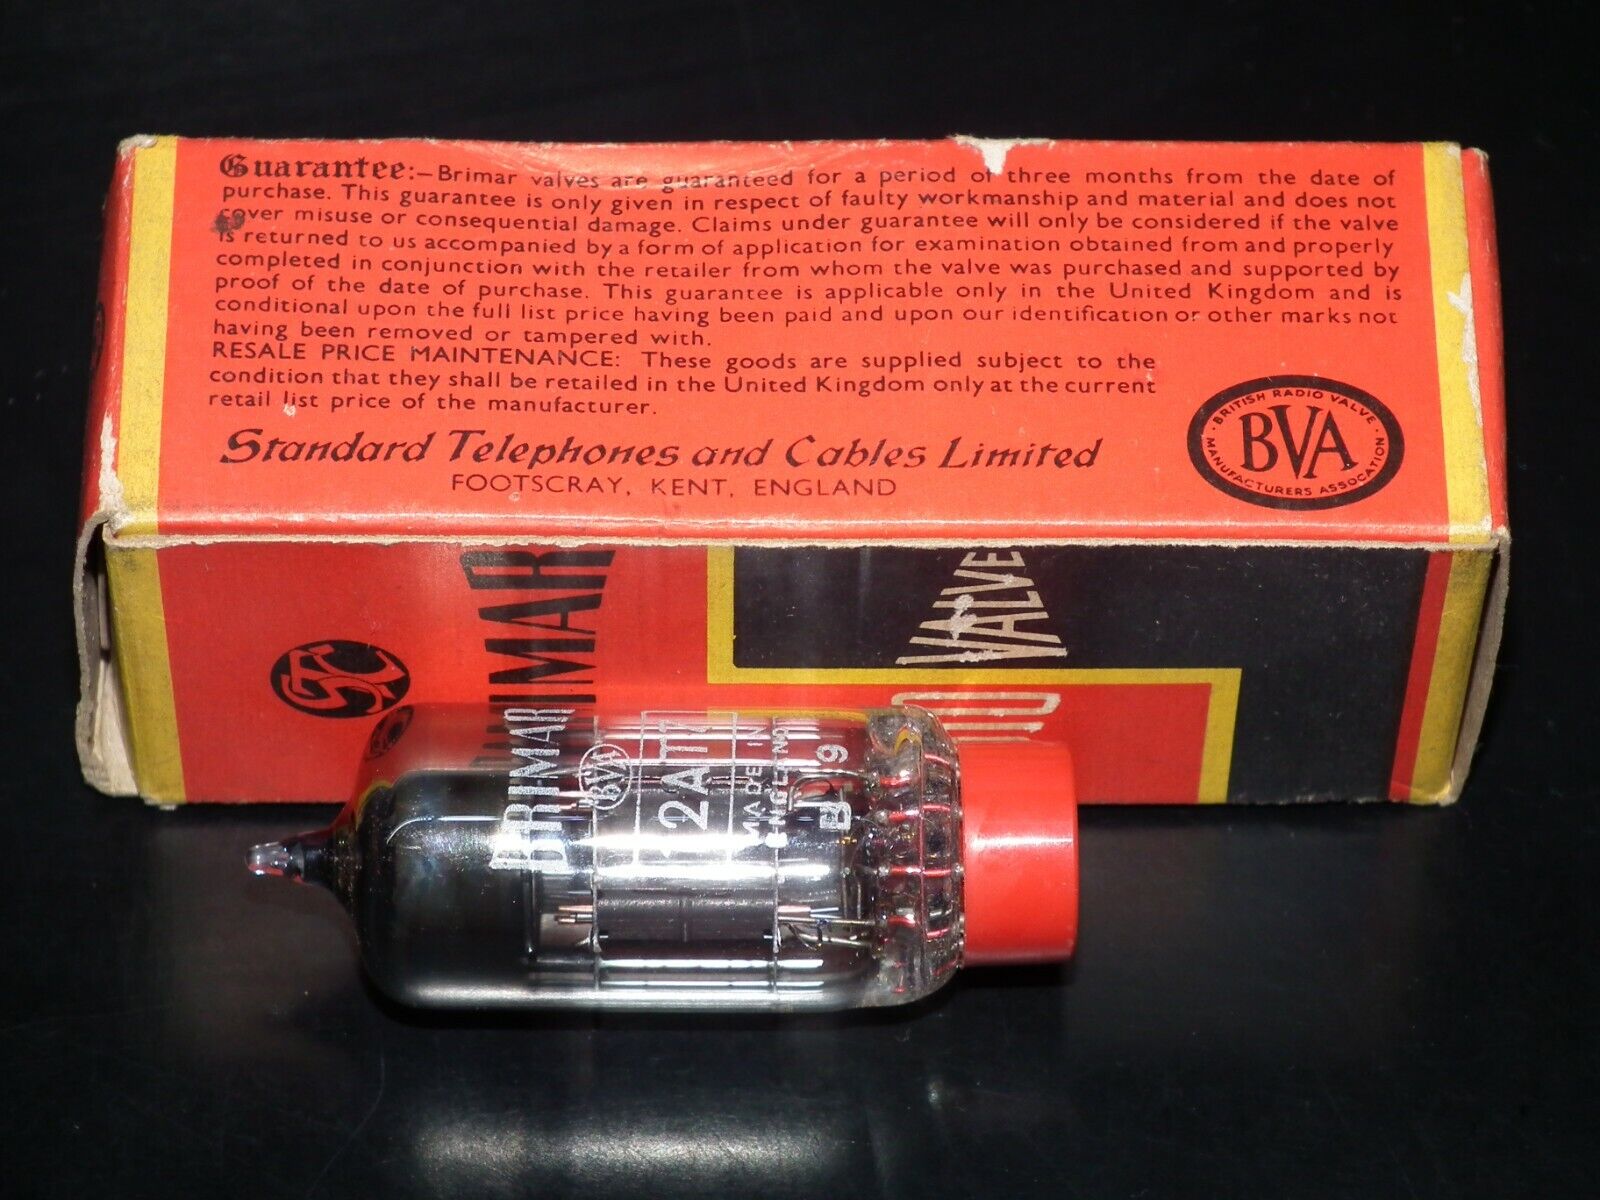 Guarantee:— Brimar valves are guaranteed for a period of three months from the date of
purchase. This guarantee is only given in respect of faulty workmanship and material and does not
cover misuse or consequential damage. Claims under guarantee will only be considered if the valve
is returned to us accompanied by a form of application for examination obtained from and properly
completed in conjunction with the retailer from whom the valve was purchased and supported by
proof of the date of purchase. This guarantee is applicable only in the United Kingdom and is
conditional upon the full list price having been paid and upon our identification or other marks not
having been removed or tampered with.
RESALE PRICE MAINTENANCE: These goods are supplied subject to the
condition that they shall be retailed in the United Kingdom only at the current
retail list price of the manufacturer.
Standard Telephones and Cables Limited
FOOTSCRAY, KENT, ENGLAND
BRITISH RADIO VALVE
BVA
MANUFACTURERS ASSOCATION
STC
BRIMAR
VALVE
BRIMAR
BVA
12AT7
MADE IN
ENGLAND